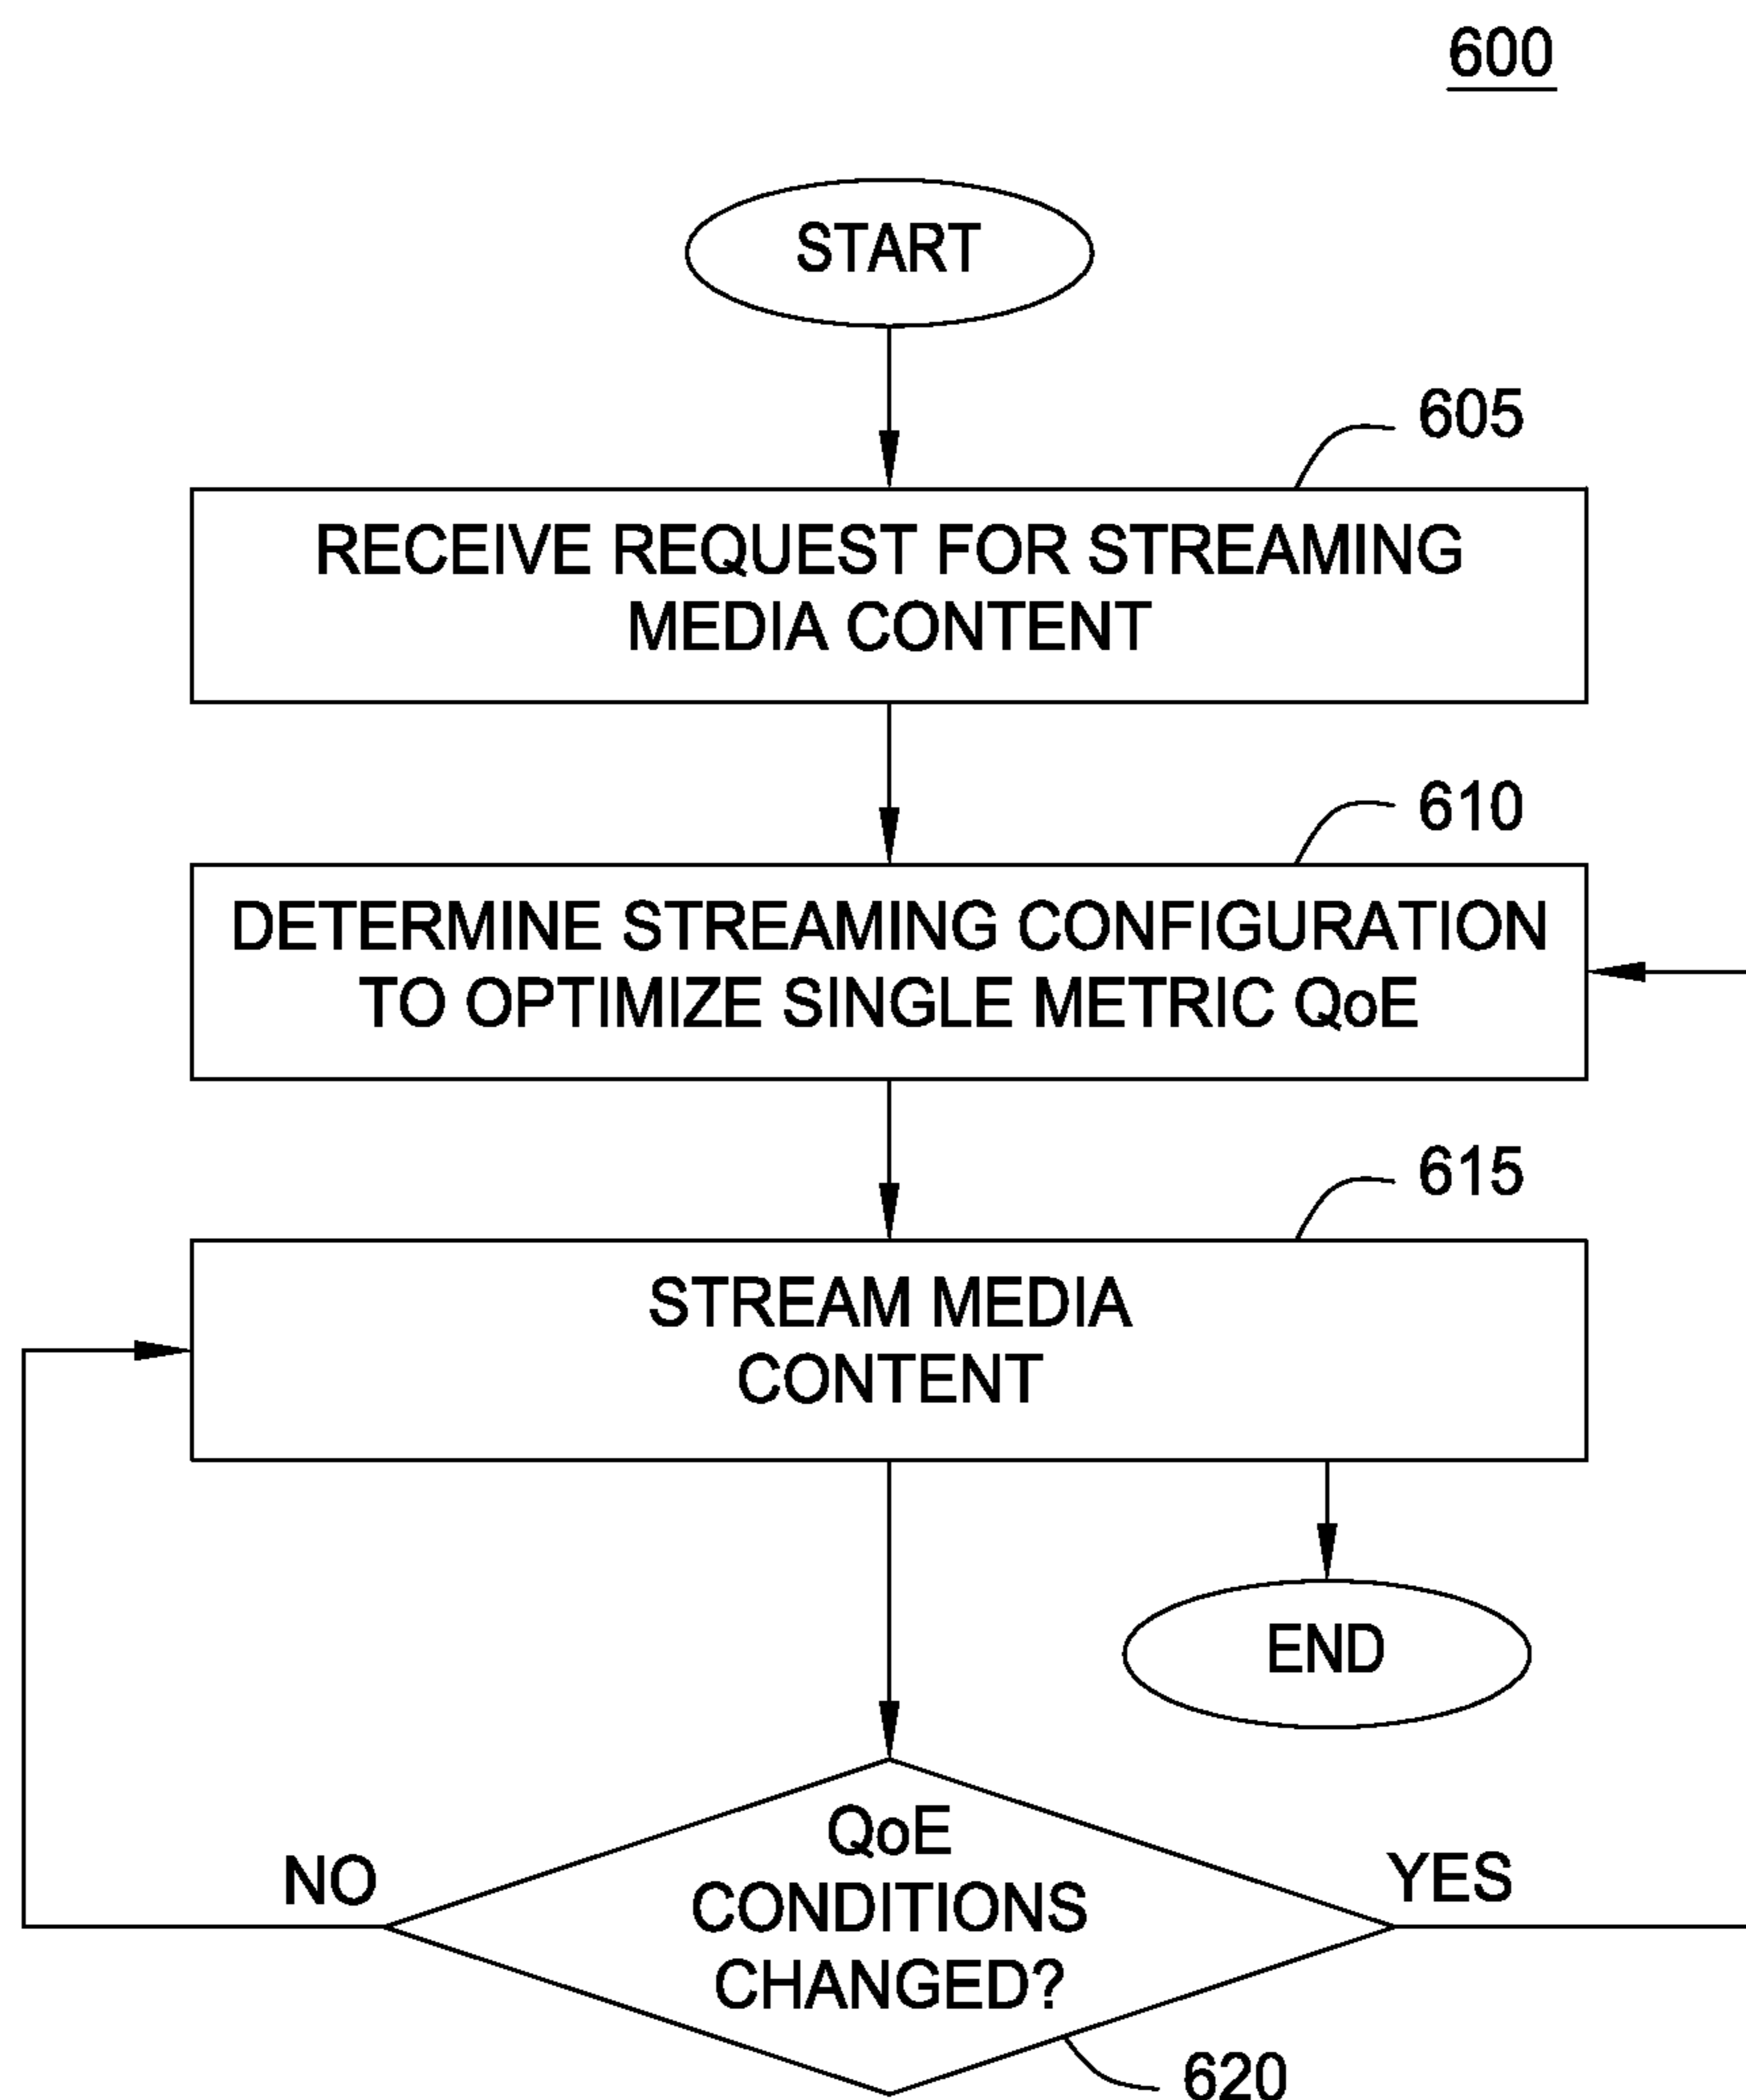 600
START
605
RECEIVE REQUEST FOR STREAMING
MEDIA CONTENT
610
DETERMINE STREAMING CONFIGURATION
TO OPTIMIZE SINGLE METRIC QoE
615
STREAM MEDIA
CONTENT
END
QoE
CONDITIONS
CHANGED?
NO
YES
620